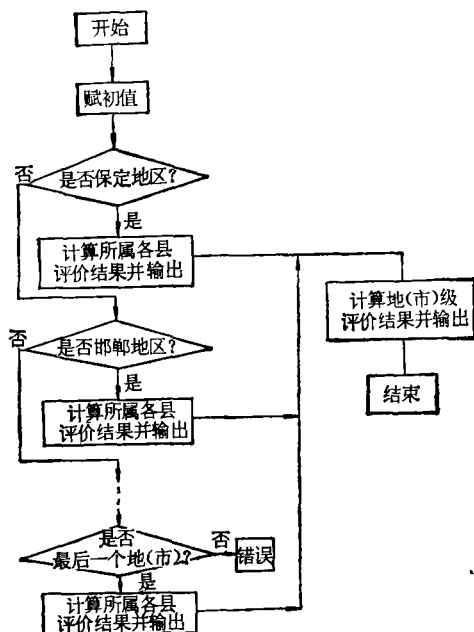 开始
赋初值
否
是否保定地区?
是
计算所属各县
评价结果并输出
计算地(市)级
评价结果并输出
否
是否邯郸地区?
是
计算所属各县
评价结果并输出
结束
是否
最后一个地(市)?
否
错误
是
计算所属各县
评价结果并输出